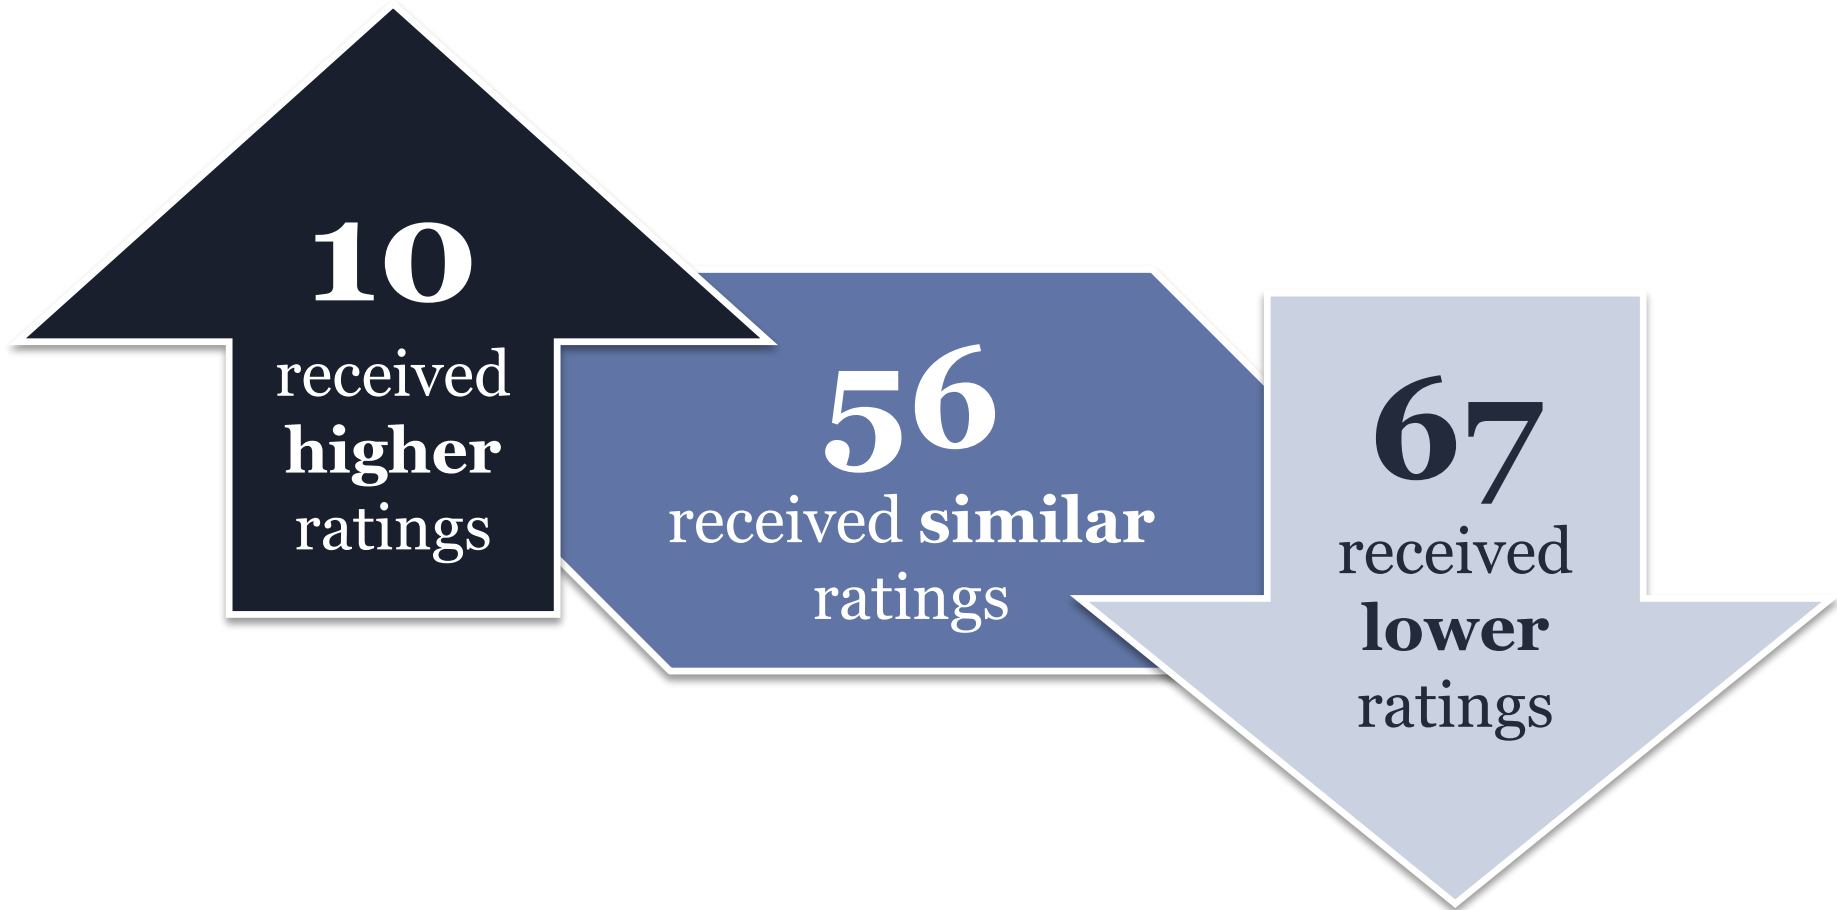 10
received
higher
ratings
56
received similar
ratings
67
received
lower
ratings